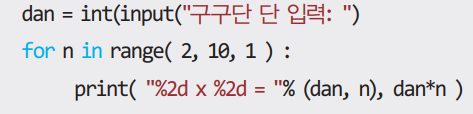 dan = int(input("구구단 단 입력: ")
for n in range( 2, 10, 1 ) :
print( "%2d x %2d = "% (dan, n), dan*n )